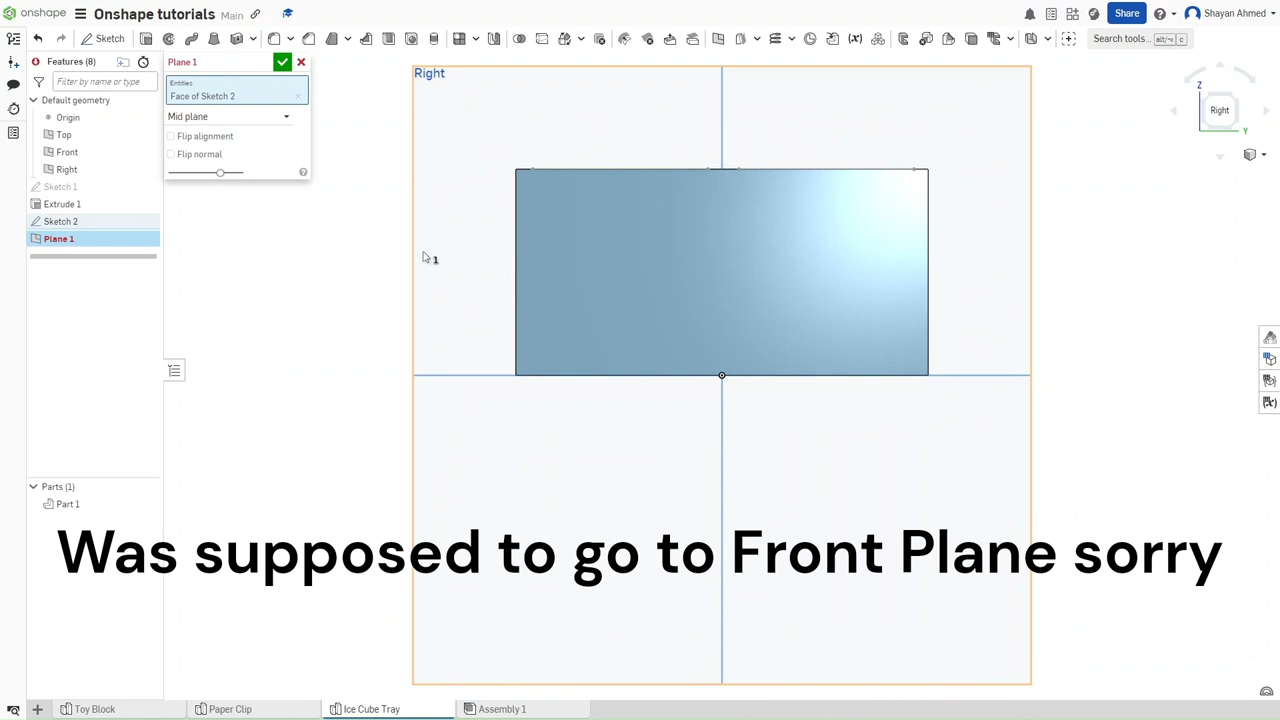 onshape
Onshape tutorials
Main
Share
Shayan Ahmed
Sketch
Search tools...
alt/⌥
c
Features (8)
Filter by name or type
Default geometry
Origin
Top
Front
Right
Sketch 1
Extrude 1
Sketch 2
Plane 1
Plane 1
Entities
Face of Sketch 2
Mid plane
Flip alignment
Flip normal
Right
1
Z
Right
Y
Parts (1)
Part 1
Was supposed to go to Front Plane sorry
Toy Block
Paper Clip
Ice Cube Tray
Assembly 1